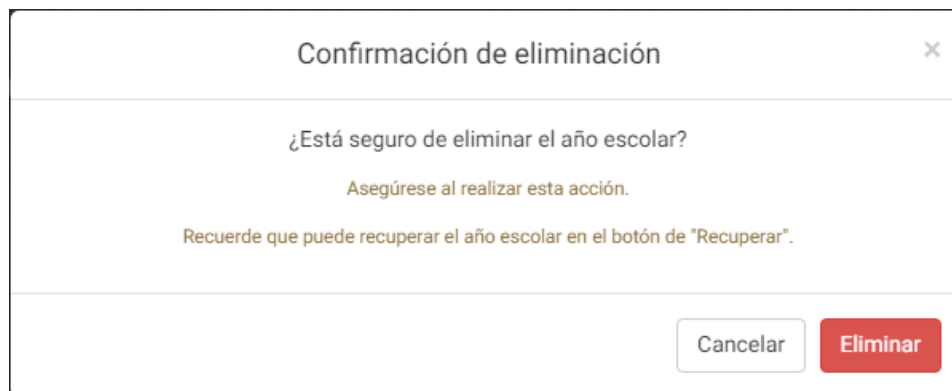 Confirmación de eliminación
×
¿Está seguro de eliminar el año escolar?
Asegúrese al realizar esta acción.
Recuerde que puede recuperar el año escolar en el botón de "Recuperar".
Cancelar
Eliminar